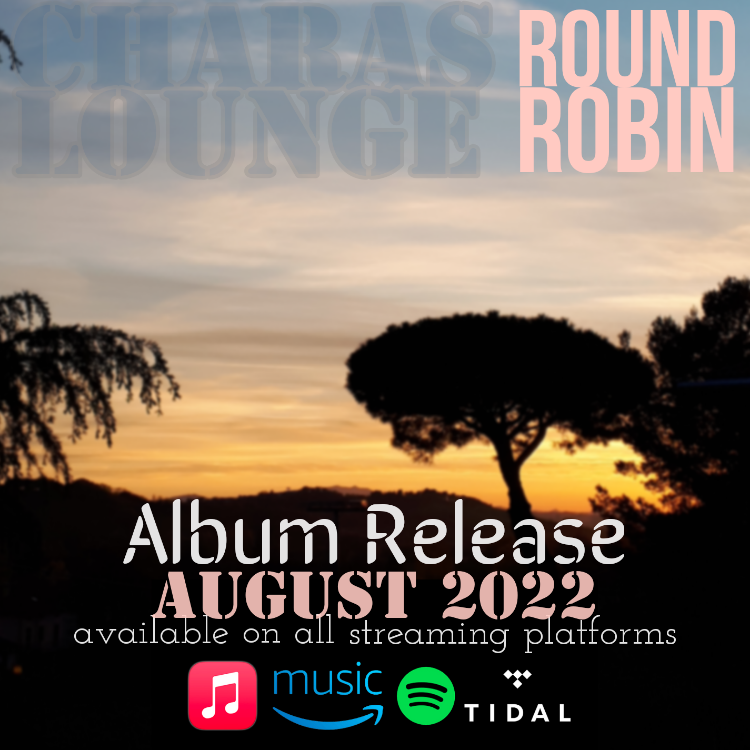 CHARAS
LOUNGE
ROUND
ROBIN
Album Release
AUGUST 2022
available on all streaming platforms
music
TIDAL